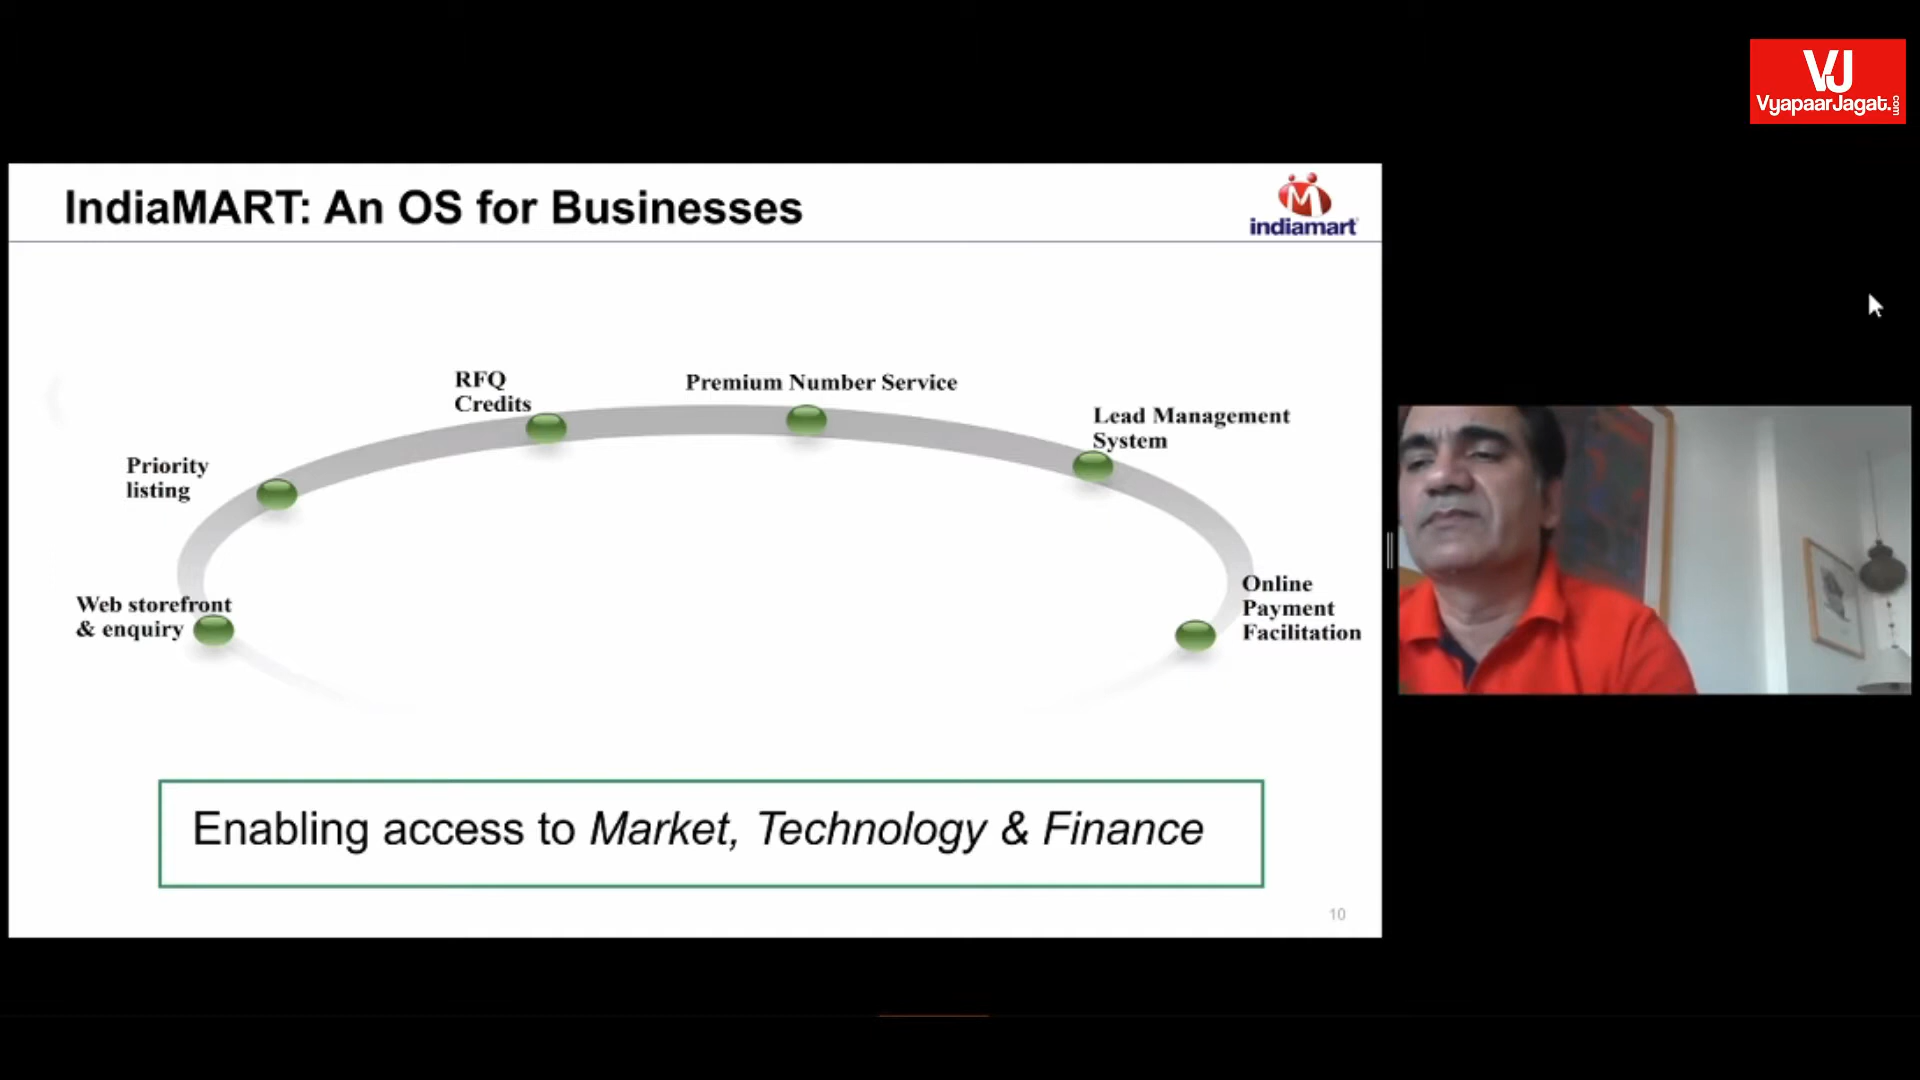 VJ
VyapaarJagat.com
IndiaMART: An OS for Businesses
indiamart
RFQ
Credits
Premium Number Service
Lead Management
System
Priority
listing
Online
Payment
Facilitation
Web storefront
& enquiry
Enabling access to Market, Technology & Finance
10